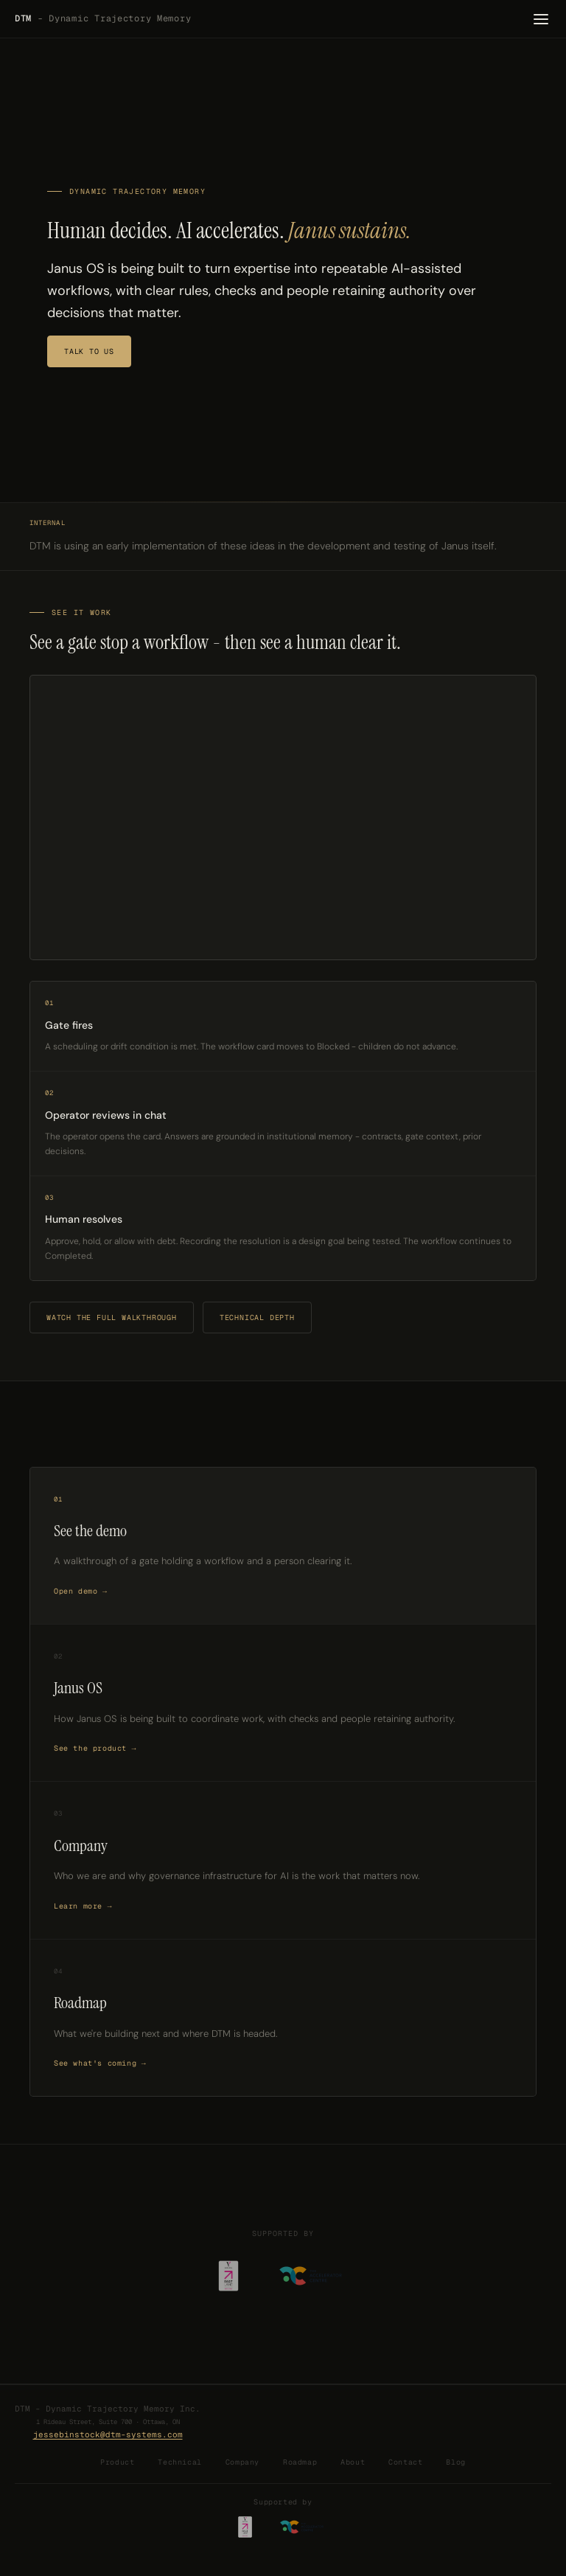 DTM - Dynamic Trajectory Memory
DYNAMIC TRAJECTORY MEMORY
Human decides. AI accelerates. Janus sustains.
Janus OS is being built to turn expertise into repeatable AI-assisted
workflows, with clear rules, checks and people retaining authority over
decisions that matter.
TALK TO US
INTERNAL
DTM is using an early implementation of these ideas in the development and testing of Janus itself.
SEE IT WORK
See a gate stop a workflow - then see a human clear it.
01
Gate fires
A scheduling or drift condition is met. The workflow card moves to Blocked - children do not advance.
02
Operator reviews in chat
The operator opens the card. Answers are grounded in institutional memory - contracts, gate context, prior
decisions.
03
Human resolves
Approve, hold, or allow with debt. Recording the resolution is a design goal being tested. The workflow continues to
Completed.
WATCH THE FULL WALKTHROUGH TECHNICAL DEPTH
01
See the demo
A walkthrough of a gate holding a workflow and a person clearing it.
Open demo →
02
Janus OS
How Janus OS is being built to coordinate work, with checks and people retaining authority.
See the product →
03
Company
Who we are and why governance infrastructure for AI is the work that matters now.
Learn more →
04
Roadmap
What we're building next and where DTM is headed.
See what's coming →
SUPPORTED BY
DTM - Dynamic Trajectory Memory Inc.
1 Rideau Street, Suite 700 · Ottawa, ON
jessebinstock@dtm-systems.com
Product Technical Company Roadmap About Contact Blog
Supported by